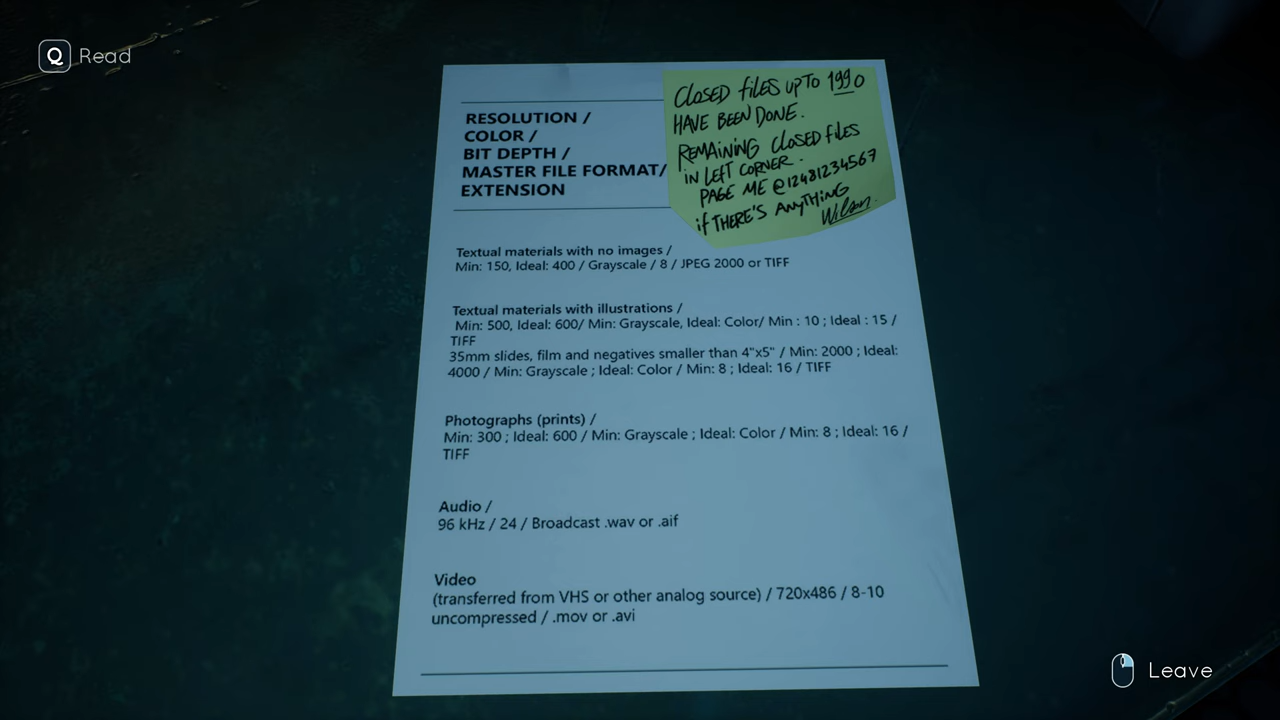 Q Read
RESOLUTION /
COLOR /
BIT DEPTH /
MASTER FILE FORMAT/
EXTENSION
CLOSED FILES UP TO 1990
HAVE BEEN DONE.
REMAINING CLOSED FILES
IN LEFT CORNER.
PAGE ME @12481234567
if THERE'S ANYTHING
Wilson.
Textual materials with no images /
Min: 150, Ideal: 400 / Grayscale / 8 / JPEG 2000 or TIFF
Textual materials with illustrations /
Min: 500, Ideal: 600/ Min: Grayscale, Ideal: Color/ Min : 10 ; Ideal : 15 /
TIFF
35mm slides, film and negatives smaller than 4"x5" / Min: 2000 ; Ideal:
4000 / Min: Grayscale ; Ideal: Color / Min: 8 ; Ideal: 16 / TIFF
Photographs (prints) /
Min: 300 ; Ideal: 600 / Min: Grayscale ; Ideal: Color / Min: 8 ; Ideal: 16 /
TIFF
Audio /
96 kHz / 24 / Broadcast .wav or .aif
Video
(transferred from VHS or other analog source) / 720x486 / 8-10
uncompressed / .mov or .avi
Leave